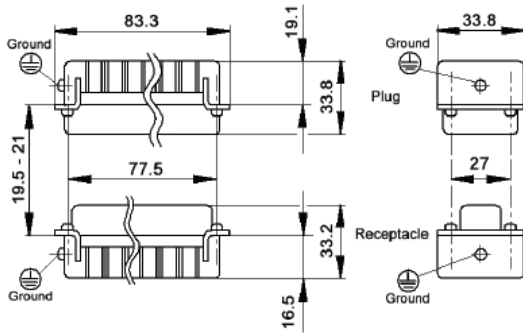 83.3
19.1
33.8
Ground
Ground
33.8
Plug
19.5 - 21
77.5
27
Receptacle
33.2
Ground
16.5
Ground